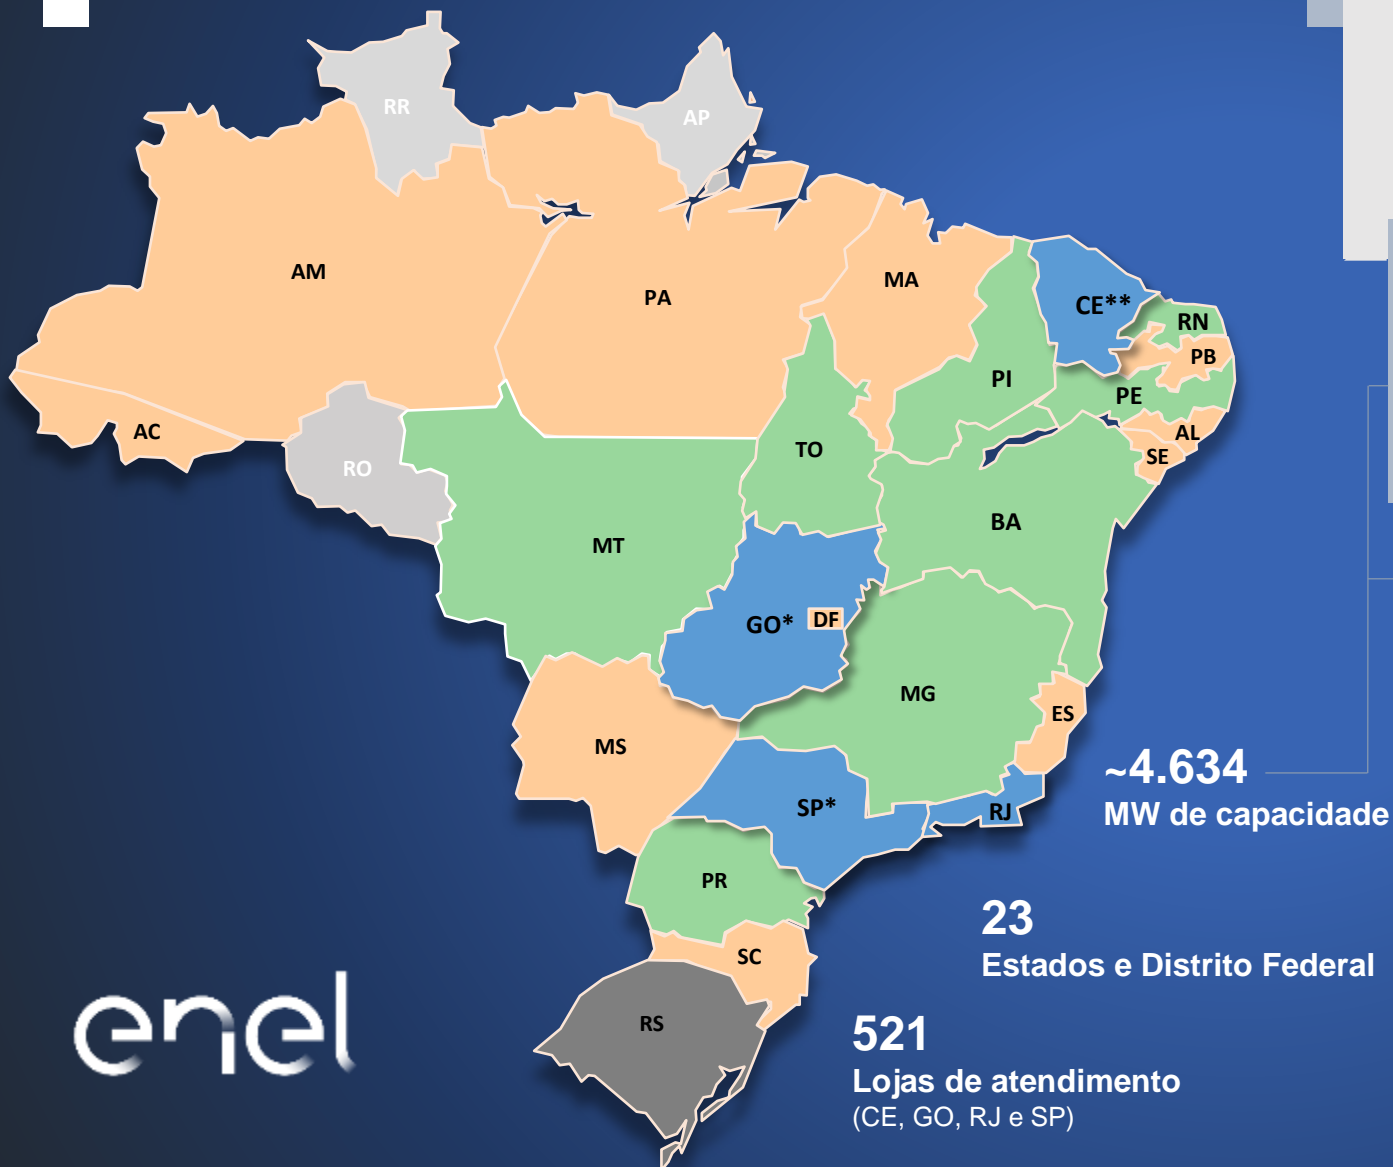 RR
AP
AM
PA
MA
CE**
RN
PB
PI
PE
AC
AL
TO
SE
RO
BA
MT
GO*
DF
MG
ES
MS
~4.634
MW de capacidade
SP*
RJ
PR
23
Estados e Distrito Federal
SC
enel
RS
521
Lojas de atendimento
(CE, GO, RJ e SP)